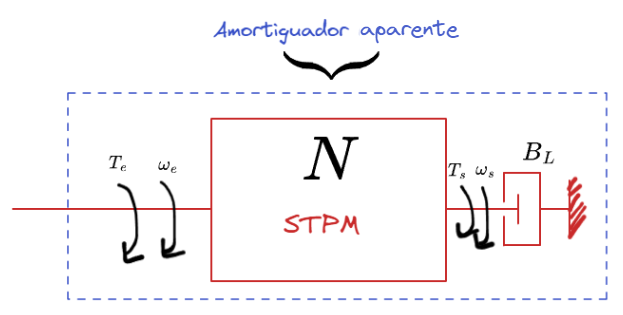 Amortiguador aparente
N
T_e ω_e
T_s ω_s
B_L
STPM